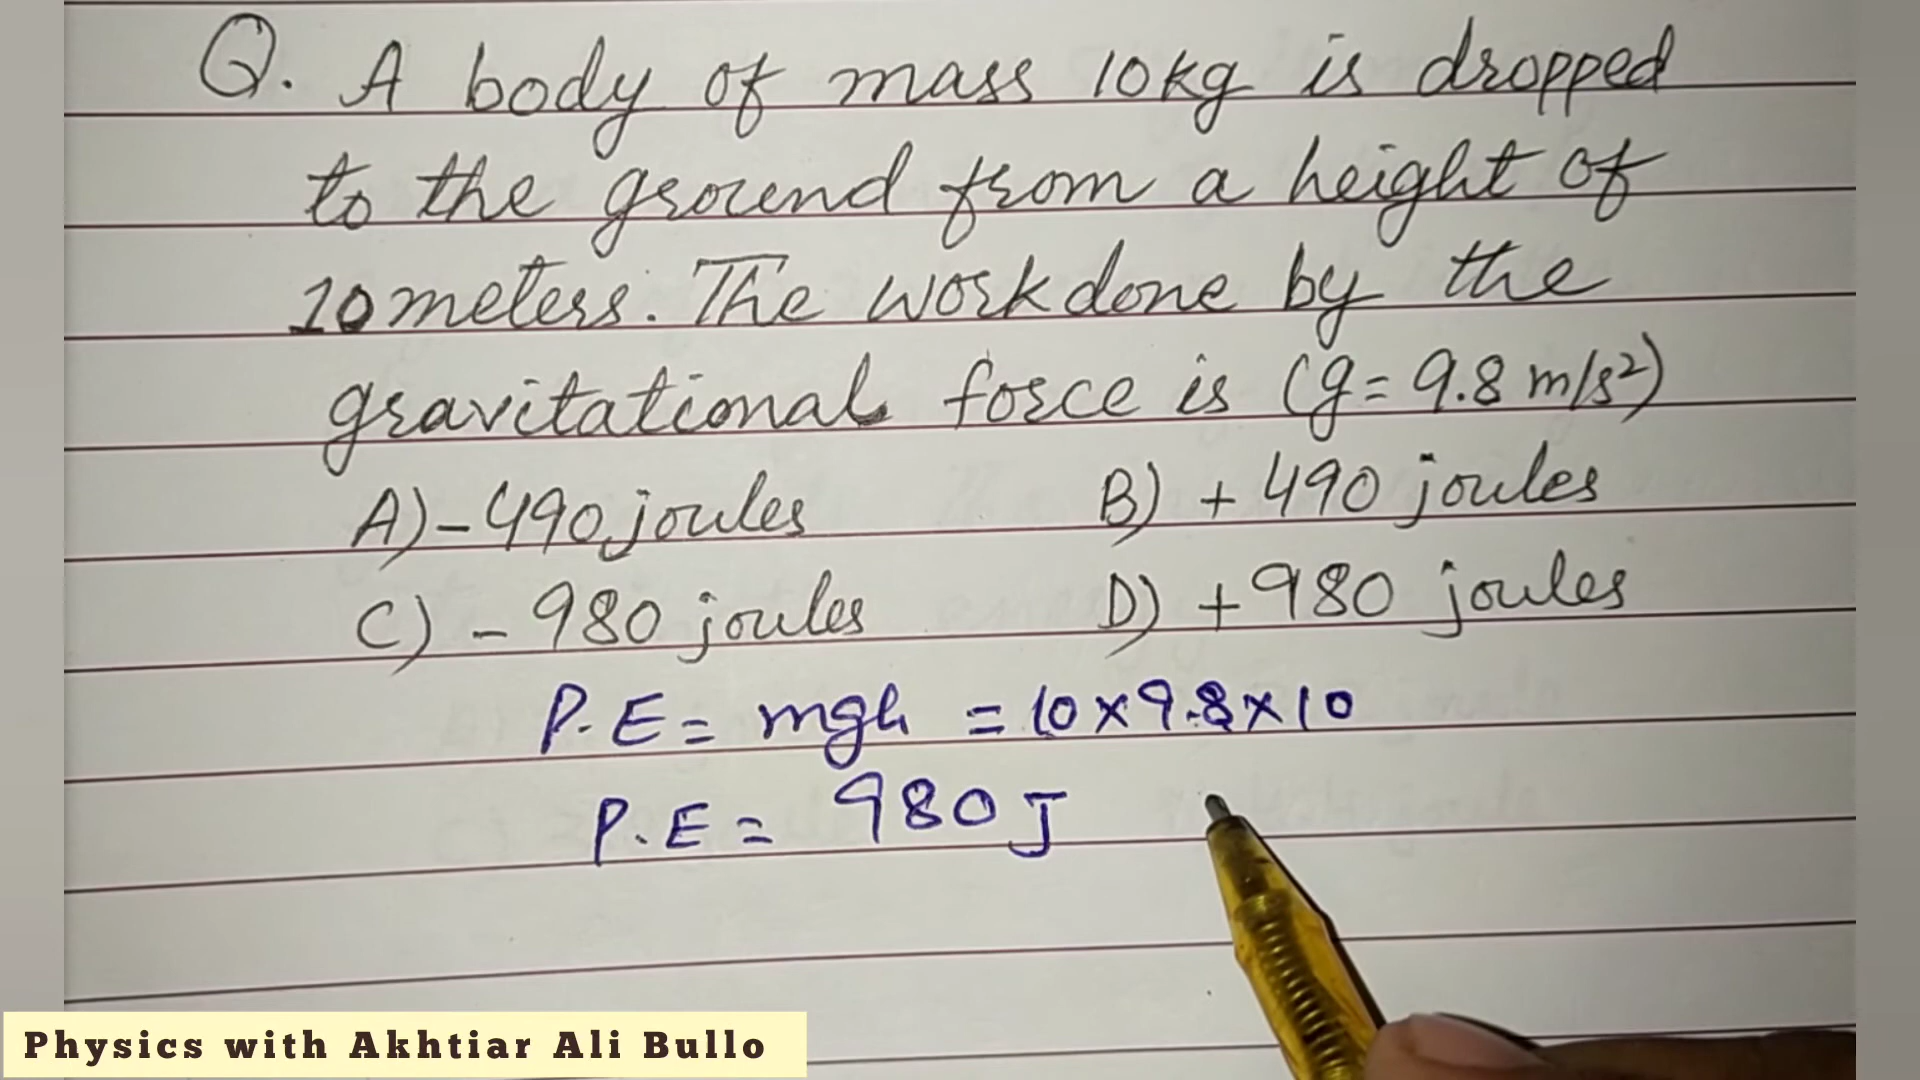 Q. A body of mass 10kg is dropped
to the ground from a height of
10 meters. The workdone by the
gravitational force is (g = 9.8 m/s²)
A) - 490 joules B) + 490 joules
C) - 980 joules D) + 980 joules
P.E = mgh = 10 × 9.8 × 10
P.E = 980 J
Physics with Akhtiar Ali Bullo